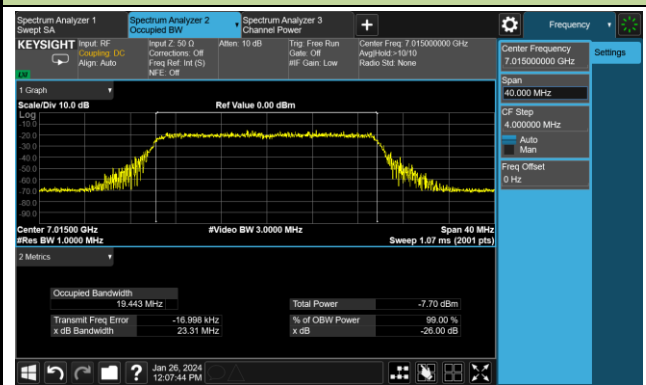 Spectrum Analyzer 1
Swept SA
Spectrum Analyzer 2
Occupied BW
Spectrum Analyzer 3
Channel Power
+
Frequency
KEYSIGHT
Input: RF
Coupling: DC
Align: Auto
Input Z: 50 Ω
Corrections: Off
Freq Ref: Int (S)
NFE: Off
Atten: 10 dB
Trig: Free Run
Gate: Off
#IF Gain: Low
Center Freq: 7.015000000 GHz
Avg|Hold:>10/10
Radio Std: None
Center Frequency
7.015000000 GHz
Settings
Span
40.000 MHz
CF Step
4.000000 MHz
Auto
Man
Freq Offset
0 Hz
1 Graph
Scale/Div 10.0 dB
Ref Value 0.00 dBm
Log
-10.0
-20.0
-30.0
-40.0
-50.0
-60.0
-70.0
-80.0
-90.0
Center 7.01500 GHz
#Video BW 3.0000 MHz
Span 40 MHz
#Res BW 1.0000 MHz
Sweep 1.07 ms (2001 pts)
2 Metrics
Occupied Bandwidth
19.443 MHz
Total Power -7.70 dBm
Transmit Freq Error -16.998 kHz
% of OBW Power 99.00 %
x dB Bandwidth 23.31 MHz
x dB -26.00 dB
?
Jan 26, 2024
12:07:44 PM